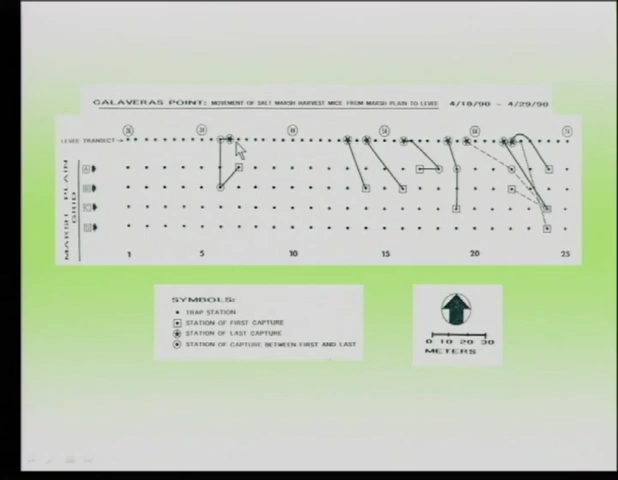 CALAVERAS POINT: MOVEMENT OF SALT MARSH HARVEST MICE FROM MARSH PLAIN TO LEVEE 4/18/90 - 4/29/90
LEVEE TRANSECT
MARSH PLAIN
GRID
1 5 10 15 20 25
SYMBOLS:
TRAP STATION
STATION OF FIRST CAPTURE
STATION OF LAST CAPTURE
STATION OF CAPTURE BETWEEN FIRST AND LAST
0 10 20 30
METERS